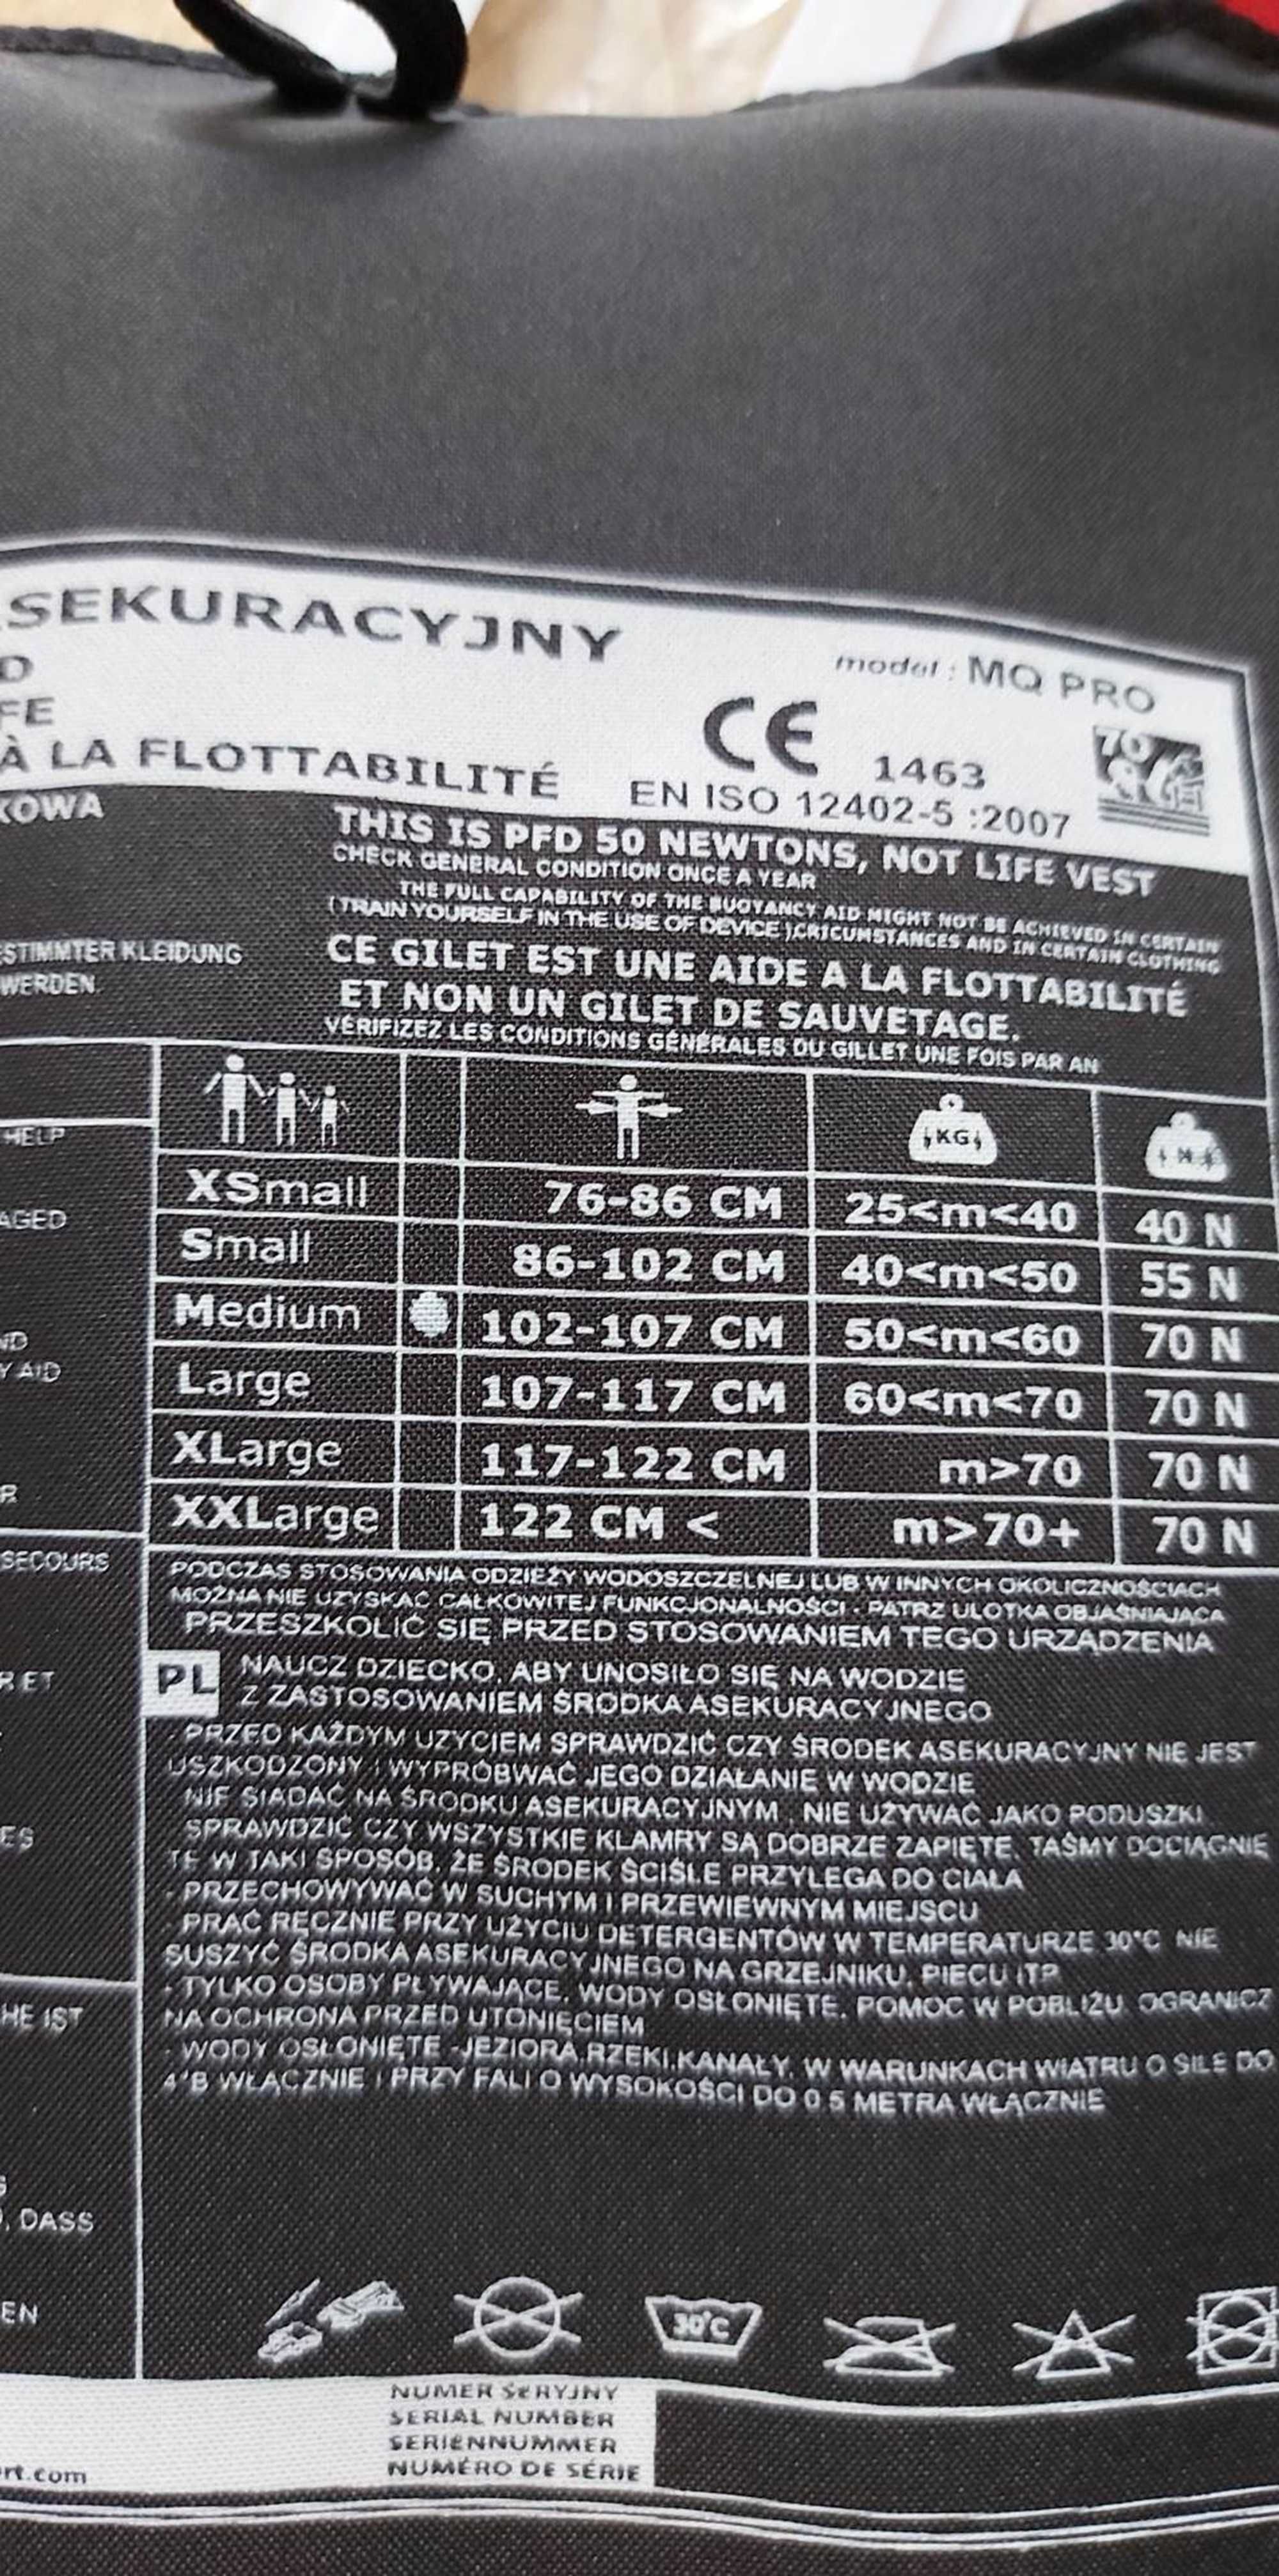 SEKURACYJNY
model : MQ PRO
D
FE
À LA FLOTTABILITÉ
CE 1463
EN ISO 12402-5 :2007
70
KOWA
THIS IS PFD 50 NEWTONS, NOT LIFE VEST
CHECK GENERAL CONDITION ONCE A YEAR
THE FULL CAPABILITY OF THE BUOYANCY AID MIGHT NOT BE ACHIEVED IN CERTAIN
(TRAIN YOURSELF IN THE USE OF DEVICE ).CRICUMSTANCES AND IN CERTAIN CLOTHING
STIMMTER KLEIDUNG
WERDEN.
CE GILET EST UNE AIDE A LA FLOTTABILITÉ
ET NON UN GILET DE SAUVETAGE.
VÉRIFIZEZ LES CONDITIONS GÉNÉRALES DU GILLET UNE FOIS PAR AN
KG
N
XSmall 76-86 CM 25<m<40 40 N
Small 86-102 CM 40<m<50 55 N
Medium 102-107 CM 50<m<60 70 N
Large 107-117 CM 60<m<70 70 N
XLarge 117-122 CM m>70 70 N
XXLarge 122 CM < m>70+ 70 N
HELP
AGED
ND
Y AID
R
SECOURS
R ET
ES
HE IST
, DASS
EN
PODCZAS STOSOWANIA ODZIEŻY WODOSZCZELNEJ LUB W INNYCH OKOLICZNOŚCIACH
MOŻNA NIE UZYSKAĆ CAŁKOWITEJ FUNKCJONALNOŚCI - PATRZ ULOTKA OBJAŚNIAJĄCA
PRZESZKOLIĆ SIĘ PRZED STOSOWANIEM TEGO URZĄDZENIA
PL NAUCZ DZIECKO, ABY UNOSIŁO SIĘ NA WODZIE
Z ZASTOSOWANIEM ŚRODKA ASEKURACYJNEGO
- PRZED KAŻDYM UŻYCIEM SPRAWDZIĆ CZY ŚRODEK ASEKURACYJNY NIE JEST
USZKODZONY I WYPRÓBWAĆ JEGO DZIAŁANIE W WODZIE
NIE SIADAĆ NA ŚRODKU ASEKURACYJNYM , NIE UŻYWAĆ JAKO PODUSZKI
SPRAWDZIĆ CZY WSZYSTKIE KLAMRY SĄ DOBRZE ZAPIĘTE, TAŚMY DOCIĄGNIĘ
TE W TAKI SPOSÓB, ŻE ŚRODEK ŚCIŚLE PRZYLEGA DO CIAŁA
- PRZECHOWYWAĆ W SUCHYM I PRZEWIEWNYM MIEJSCU
- PRAĆ RĘCZNIE PRZY UŻYCIU DETERGENTÓW W TEMPERATURZE 30°C NIE
SUSZYĆ ŚRODKA ASEKURACYJNEGO NA GRZEJNIKU, PIECU ITP
- TYLKO OSOBY PŁYWAJĄCE, WODY OSŁONIĘTE, POMOC W POBLIŻU, OGRANICZ
NA OCHRONA PRZED UTONIĘCIEM
- WODY OSŁONIĘTE -JEZIORA,RZEKI,KANAŁY, W WARUNKACH WIATRU O SILE DO
4°B WŁĄCZNIE I PRZY FALI O WYSOKOŚCI DO 0 5 METRA WŁĄCZNIE
30°C
NUMER SERYJNY
SERIAL NUMBER
SERIENNUMMER
NUMÉRO DE SÉRIE
rt.com